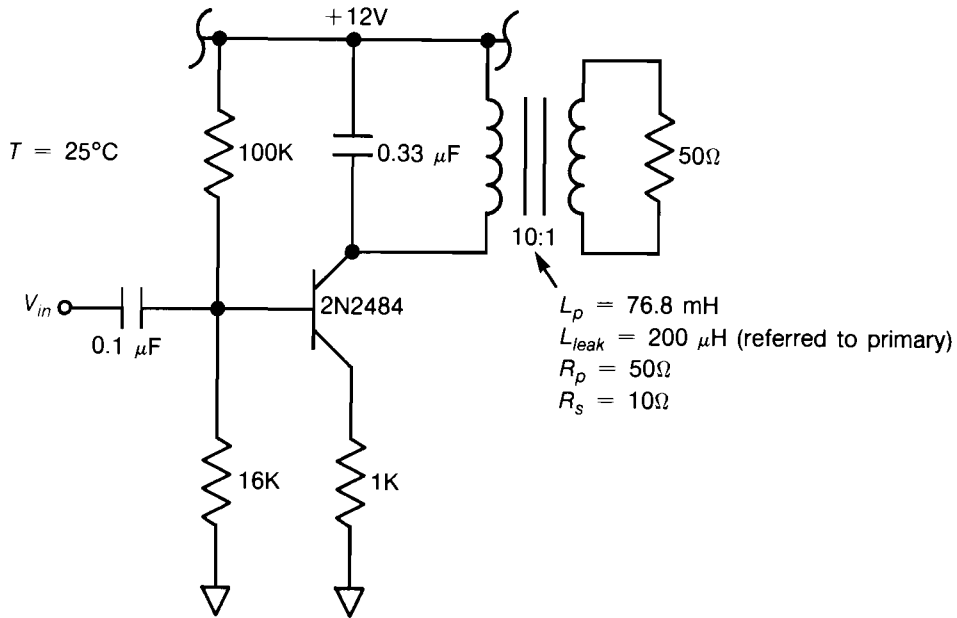 +12V
T = 25°C
100K
0.33 μF
50Ω
10:1
V_in
2N2484
0.1 μF
L_p = 76.8 mH
L_leak = 200 μH (referred to primary)
R_p = 50Ω
R_s = 10Ω
16K
1K